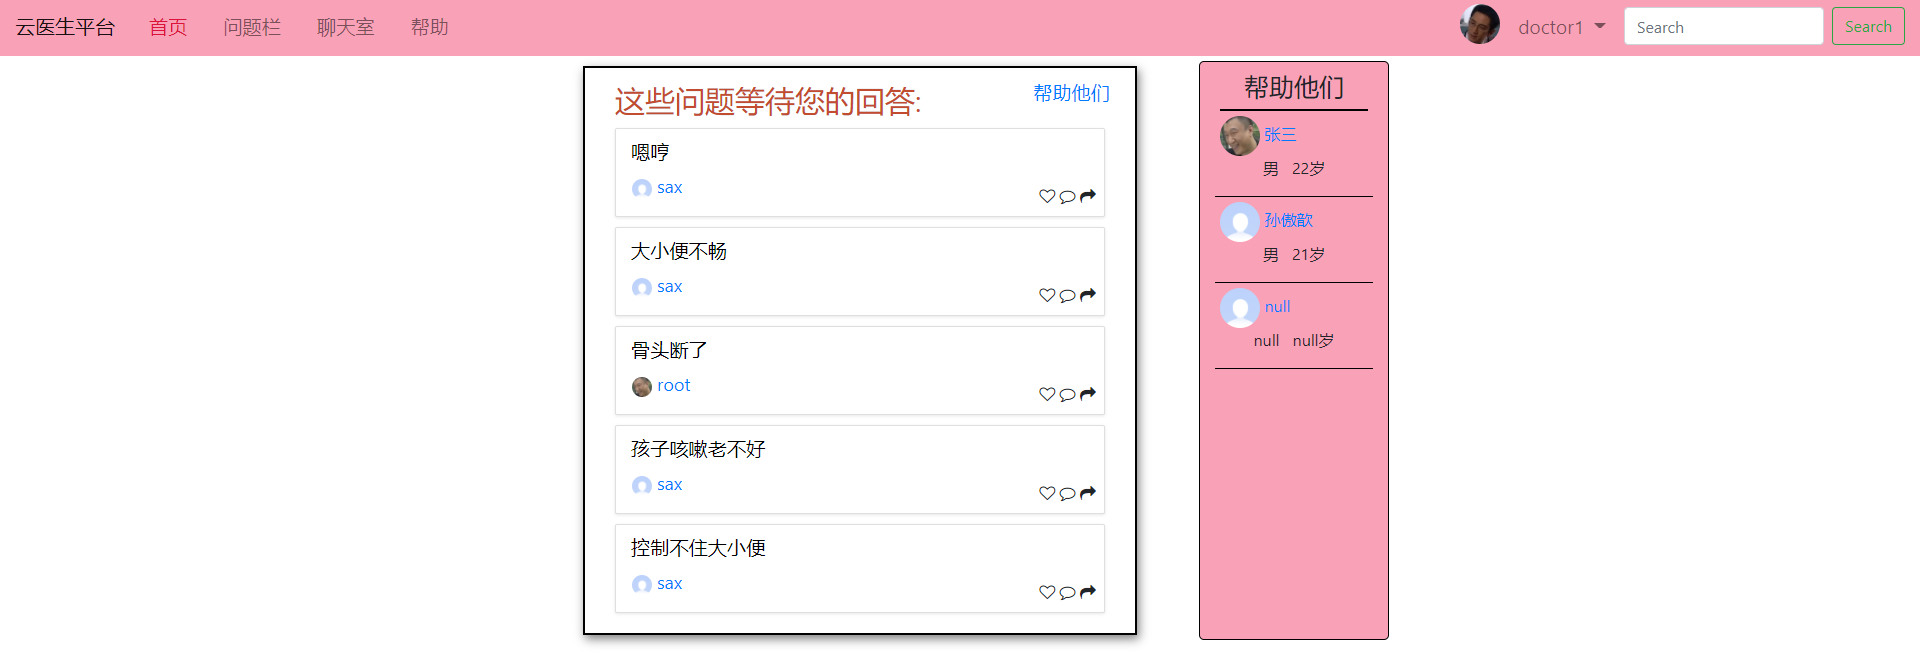 云医生平台 首页 问题栏 聊天室 帮助 doctor1 Search Search
这些问题等待您的回答: 帮助他们
嗯哼
sax
大小便不畅
sax
骨头断了
root
孩子咳嗽老不好
sax
控制不住大小便
sax
帮助他们
张三
男 22岁
孙傲歆
男 21岁
null
null null岁